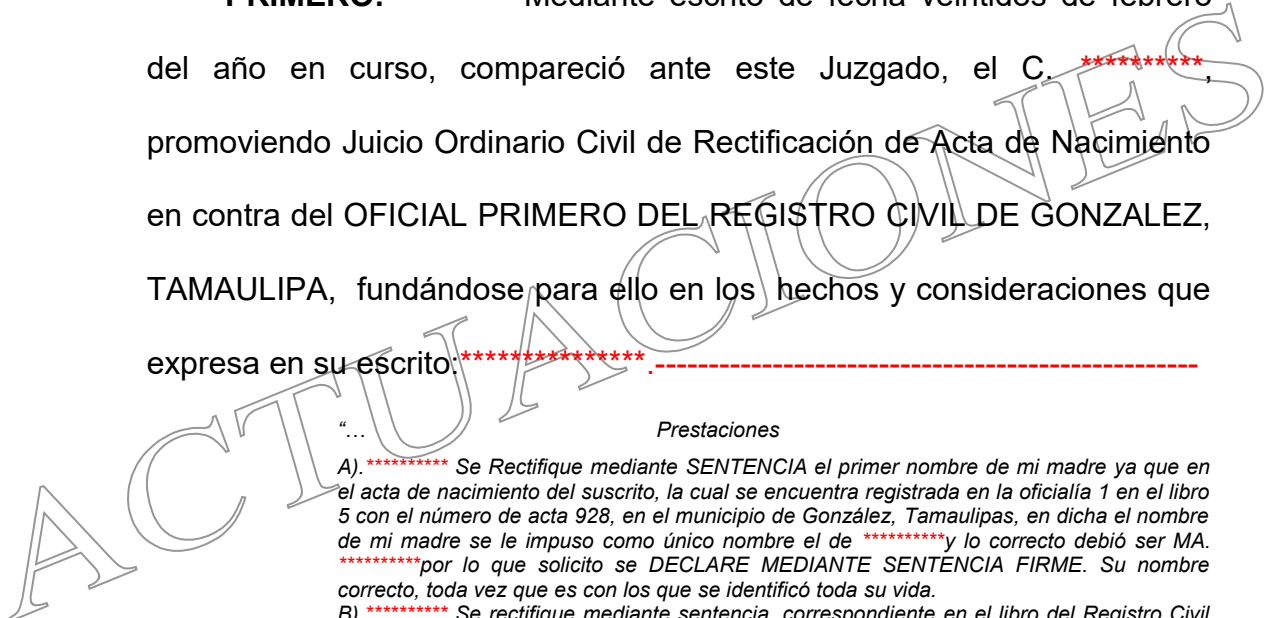 PRIMERO: Mediante escrito de fecha veintidós de febrero
del año en curso, compareció ante este Juzgado, el C. **********,
promoviendo Juicio Ordinario Civil de Rectificación de Acta de Nacimiento
en contra del OFICIAL PRIMERO DEL REGISTRO CIVIL DE GONZALEZ,
TAMAULIPA, fundándose para ello en los hechos y consideraciones que
expresa en su escrito:***************.--------------------------------------------------
“… Prestaciones
A).********** Se Rectifique mediante SENTENCIA el primer nombre de mi madre ya que en
el acta de nacimiento del suscrito, la cual se encuentra registrada en la oficialía 1 en el libro
5 con el número de acta 928, en el municipio de González, Tamaulipas, en dicha el nombre
de mi madre se le impuso como único nombre el de **********y lo correcto debió ser MA.
**********por lo que solicito se DECLARE MEDIANTE SENTENCIA FIRME. Su nombre
correcto, toda vez que es con los que se identificó toda su vida.
B).********** Se rectifique mediante sentencia, correspondiente en el libro del Registro Civil
ACTUACIONES